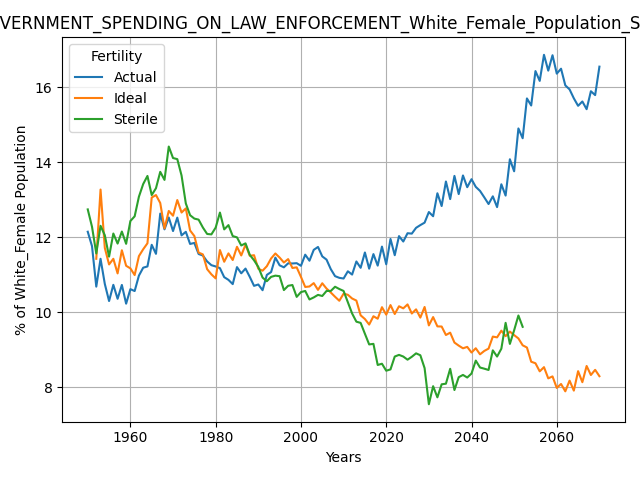 VERNMENT_SPENDING_ON_LAW_ENFORCEMENT_White_Female_Population_S
Fertility
Actual
Ideal
Sterile
% of White_Female Population
16
14
12
10
8
1960 1980 2000 2020 2040 2060
Years